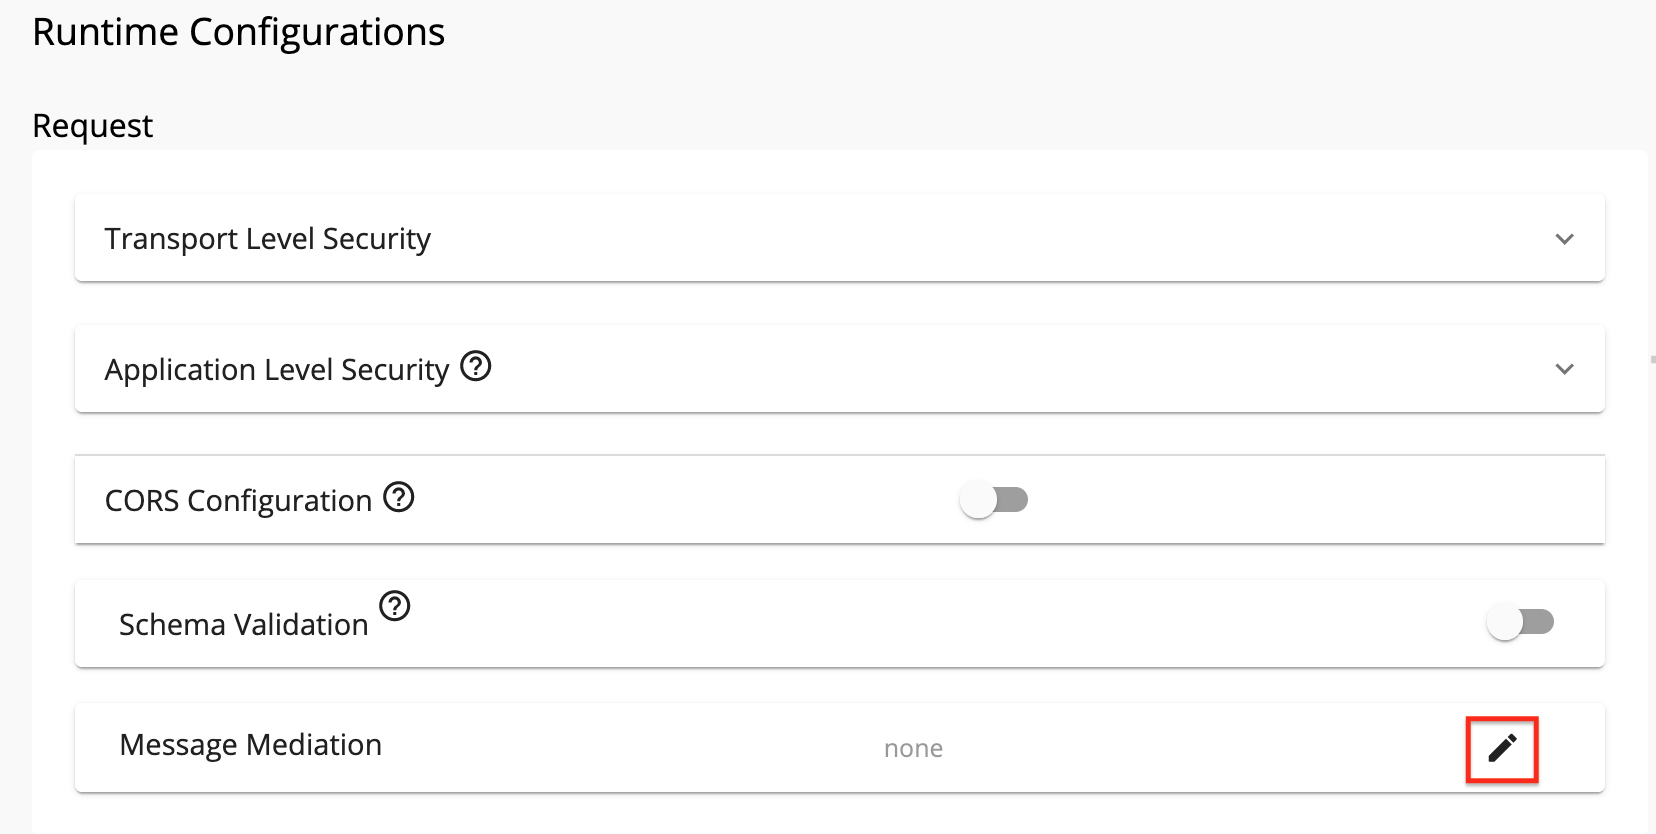 Runtime Configurations
Request
Transport Level Security
Application Level Security ?
CORS Configuration ?
Schema Validation ?
Message Mediation none